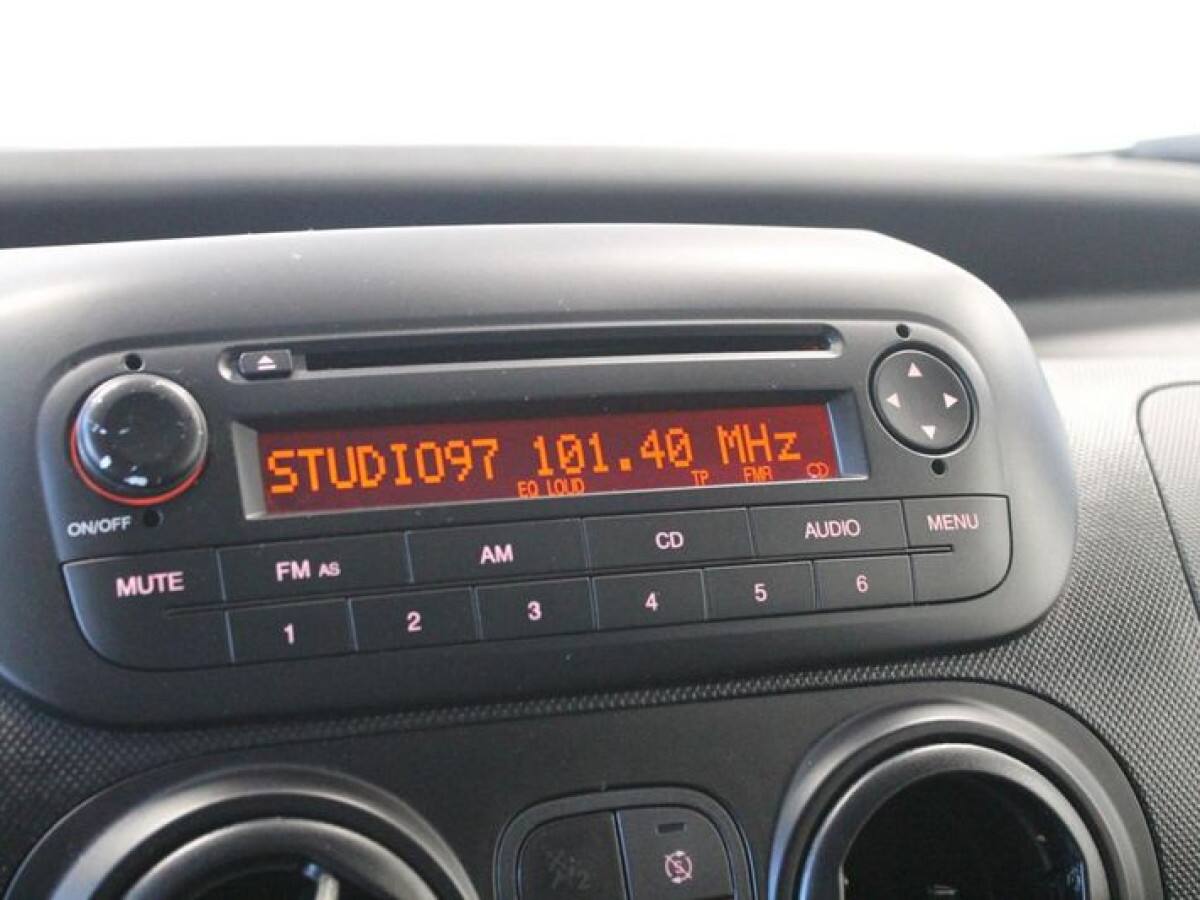 STUDIO97 101.40 MHz
EQ LOUD TP FMA CD
ON/OFF
MUTE FM AS AM CD AUDIO MENU
1 2 3 4 5 6